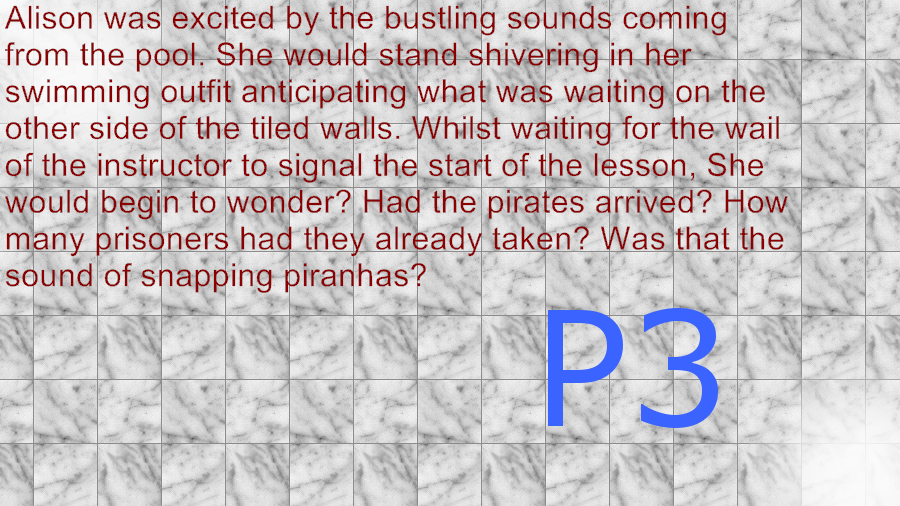 Alison was excited by the bustling sounds coming
from the pool. She would stand shivering in her
swimming outfit anticipating what was waiting on the
other side of the tiled walls. Whilst waiting for the wail
of the instructor to signal the start of the lesson, She
would begin to wonder? Had the pirates arrived? How
many prisoners had they already taken? Was that the
sound of snapping piranhas?
P3